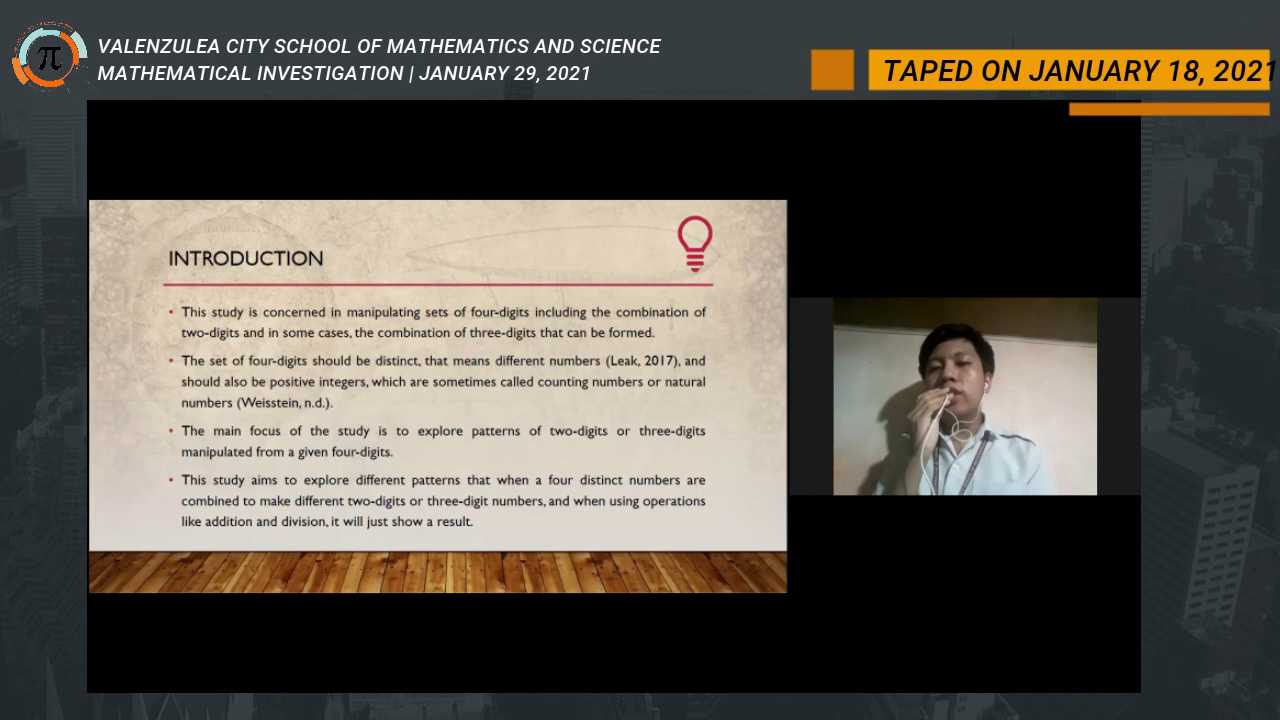 VALENZULEA CITY SCHOOL OF MATHEMATICS AND SCIENCE
MATHEMATICAL INVESTIGATION | JANUARY 29, 2021
TAPED ON JANUARY 18, 2021
π
INTRODUCTION
• This study is concerned in manipulating sets of four-digits including the combination of
two-digits and in some cases, the combination of three-digits that can be formed.
• The set of four-digits should be distinct, that means different numbers (Leak, 2017), and
should also be positive integers, which are sometimes called counting numbers or natural
numbers (Weisstein, n.d.).
• The main focus of the study is to explore patterns of two-digits or three-digits
manipulated from a given four-digits.
• This study aims to explore different patterns that when a four distinct numbers are
combined to make different two-digits or three-digit numbers, and when using operations
like addition and division, it will just show a result.